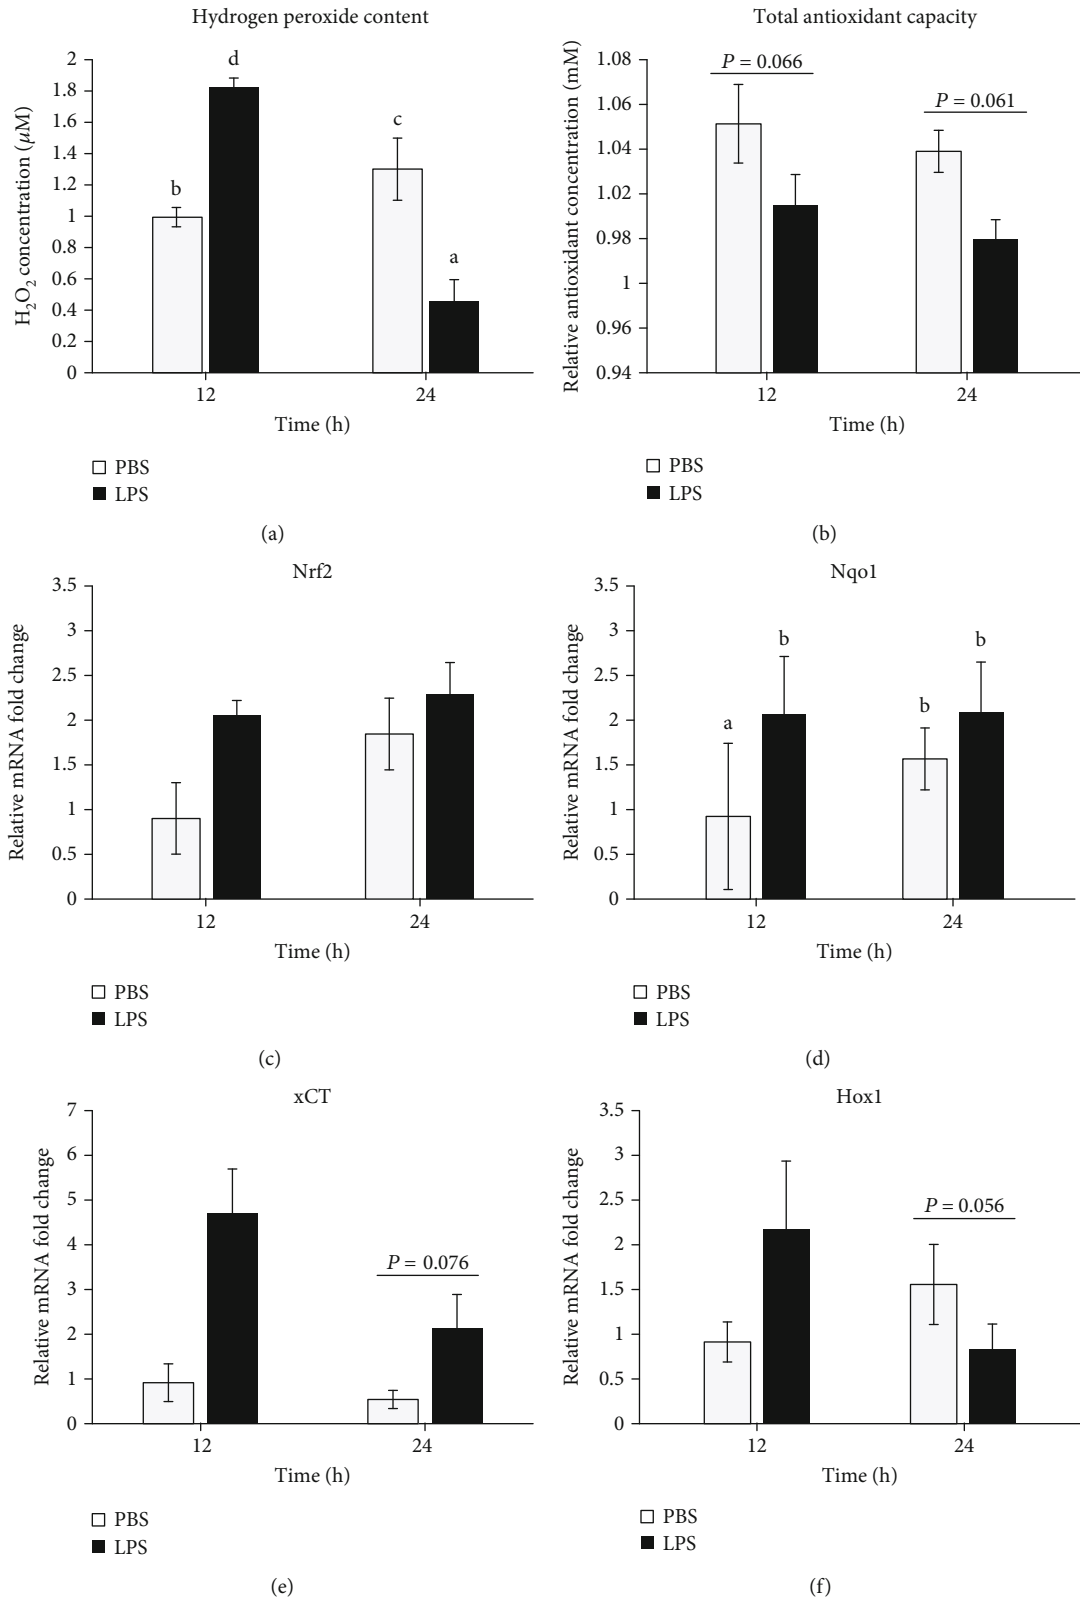 Hydrogen peroxide content
H2O2 concentration (μM)
2
1.8
1.6
1.4
1.2
1
0.8
0.6
0.4
0.2
0
b
d
c
a
12
24
Time (h)
PBS
LPS
(a)
Total antioxidant capacity
Relative antioxidant concentration (mM)
1.08
1.06
1.04
1.02
0.98
1
0.96
0.94
P = 0.066
P = 0.061
12
24
Time (h)
PBS
LPS
(b)
Nrf2
Relative mRNA fold change
3.5
3
2.5
2
1.5
1
0.5
0
12
24
Time (h)
PBS
LPS
(c)
Nqo1
Relative mRNA fold change
3.5
3
2.5
2
1.5
1
0.5
0
a
b
b
b
12
24
Time (h)
PBS
LPS
(d)
xCT
Relative mRNA fold change
7
6
5
4
3
2
1
0
P = 0.076
12
24
Time (h)
PBS
LPS
(e)
Hox1
Relative mRNA fold change
3.5
3
2.5
2
1.5
1
0.5
0
P = 0.056
12
24
Time (h)
PBS
LPS
(f)